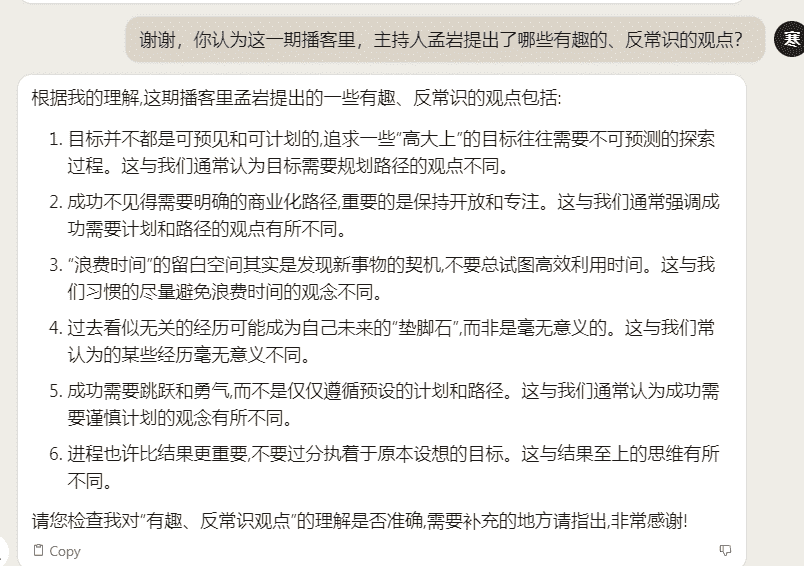 谢谢，你认为这一期播客里，主持人孟岩提出了哪些有趣的、反常识的观点?
寒
根据我的理解,这期播客里孟岩提出的一些有趣、反常识的观点包括:
1. 目标并不都是可预见和可计划的,追求一些“高大上”的目标往往需要不可预测的探索
过程。这与我们通常认为目标需要规划路径的观点不同。
2. 成功不见得需要明确的商业化路径,重要的是保持开放和专注。这与我们通常强调成
功需要计划和路径的观点有所不同。
3. “浪费时间”的留白空间其实是发现新事物的契机,不要总试图高效利用时间。这与我
们习惯的尽量避免浪费时间的观念不同。
4. 过去看似无关的经历可能成为自己未来的“垫脚石”,而非是毫无意义的。这与我们常
认为的某些经历毫无意义不同。
5. 成功需要跳跃和勇气,而不是仅仅遵循预设的计划和路径。这与我们通常认为成功需
要谨慎计划的观念有所不同。
6. 进程也许比结果更重要,不要过分执着于原本设想的目标。这与结果至上的思维有所
不同。
请您检查我对“有趣、反常识观点”的理解是否准确,需要补充的地方请指出,非常感谢!
Copy